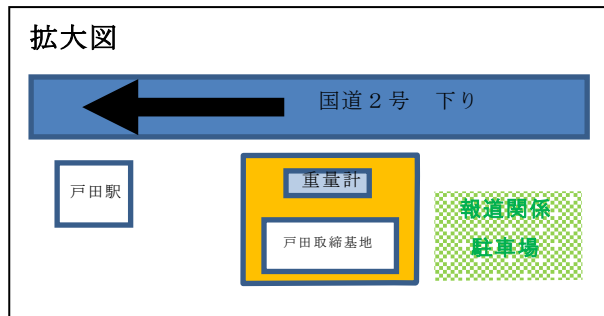 拡大図
国道２号　下り
戸田駅
重量計
戸田取締基地
報道関係
駐車場